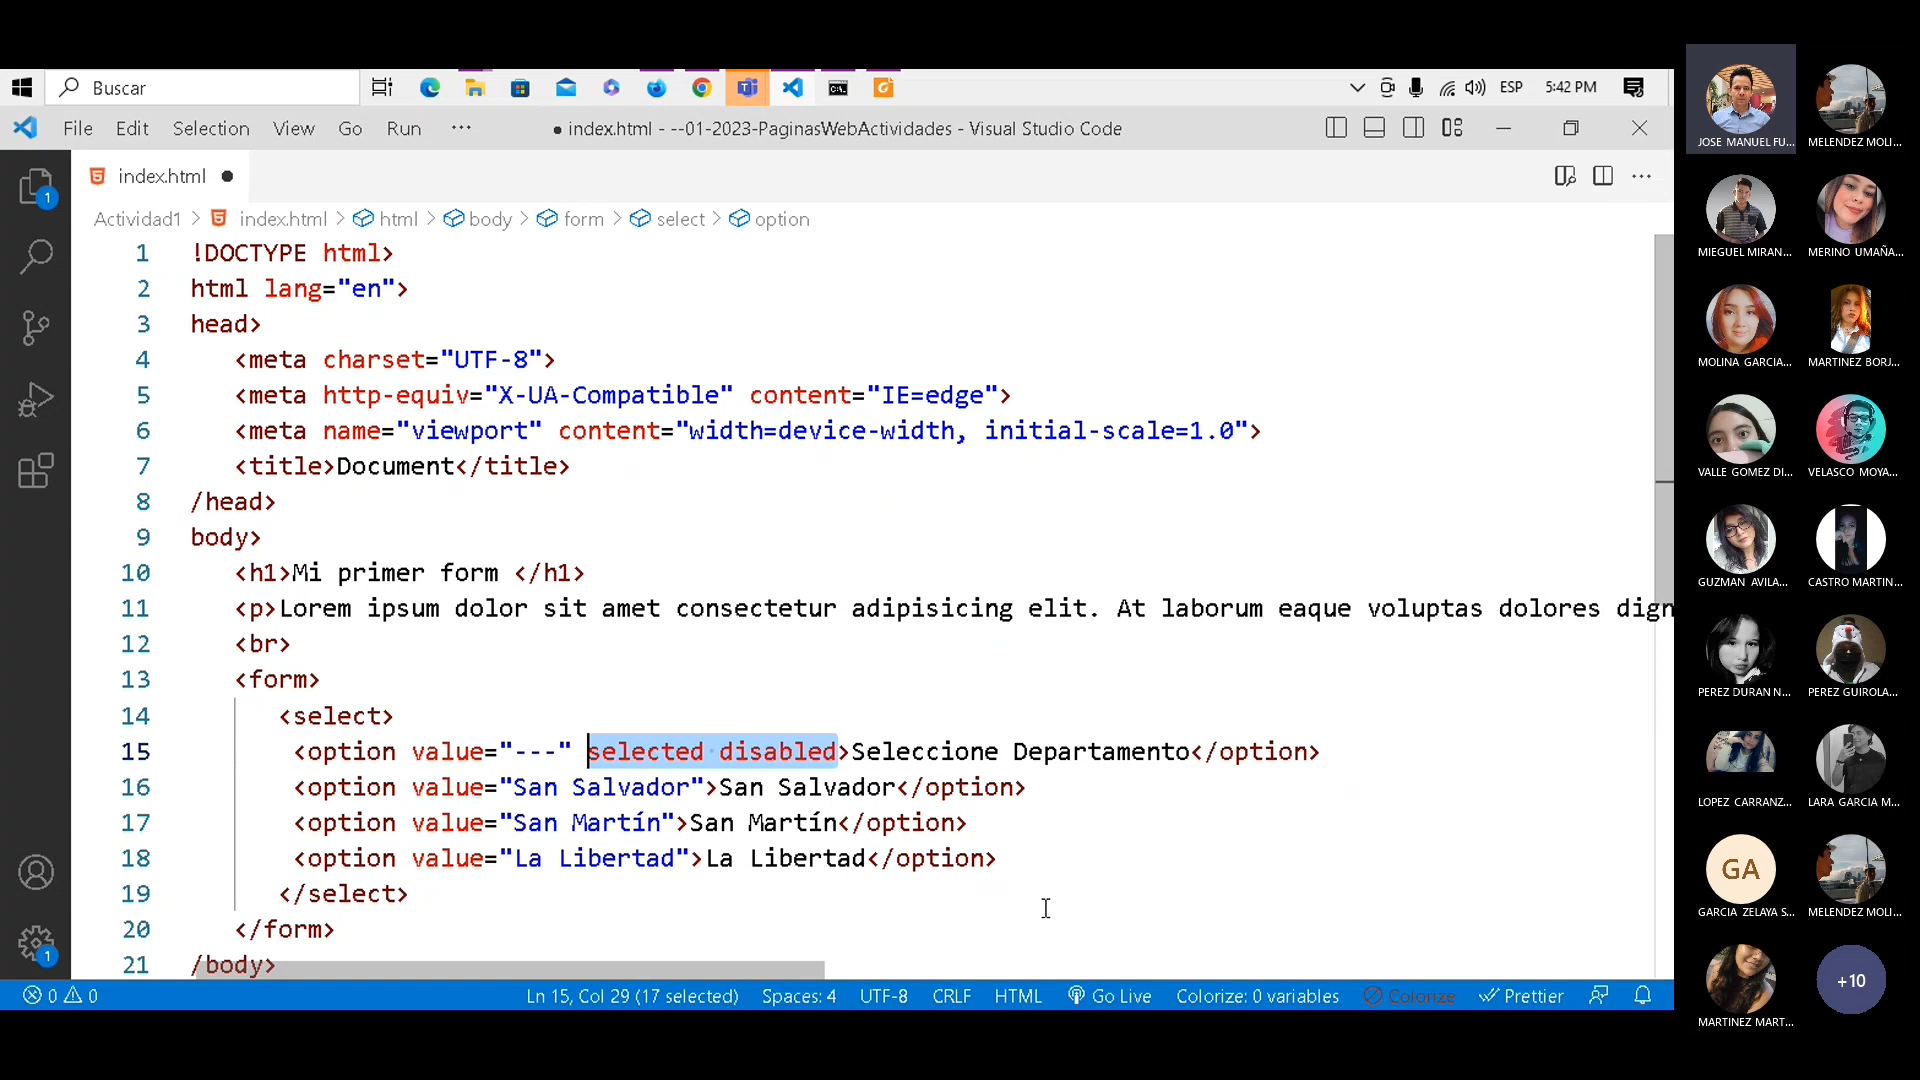 Buscar
ESP
5:42 PM
File Edit Selection View Go Run ···
● index.html - --01-2023-PaginasWebActividades - Visual Studio Code
index.html ●
1
Actividad1 > index.html > html > body > form > select > option
1 !DOCTYPE html>
2 html lang="en">
3 head>
4 <meta charset="UTF-8">
5 <meta http-equiv="X-UA-Compatible" content="IE=edge">
6 <meta name="viewport" content="width=device-width, initial-scale=1.0">
7 <title>Document</title>
8 /head>
9 body>
10 <h1>Mi primer form </h1>
11 <p>Lorem ipsum dolor sit amet consectetur adipisicing elit. At laborum eaque voluptas dolores dign
12 <br>
13 <form>
14 <select>
15 <option value="---" selected disabled>Seleccione Departamento</option>
16 <option value="San Salvador">San Salvador</option>
17 <option value="San Martín">San Martín</option>
18 <option value="La Libertad">La Libertad</option>
19 </select>
20 </form>
21 /body>
1
0 0
Ln 15, Col 29 (17 selected)
Spaces: 4
UTF-8
CRLF
HTML
Go Live
Colorize: 0 variables
Colorize
Prettier
JOSE MANUEL FU...
MELENDEZ MOLI...
MIEGUEL MIRAN...
MERINO UMAÑA...
MOLINA GARCIA...
MARTINEZ BORJ...
VALLE GOMEZ DI...
VELASCO MOYA...
GUZMAN AVILA...
CASTRO MARTIN...
PEREZ DURAN N...
PEREZ GUIROLA...
LOPEZ CARRANZ...
LARA GARCIA M...
GA
GARCIA ZELAYA S...
MELENDEZ MOLI...
MARTINEZ MART...
+10